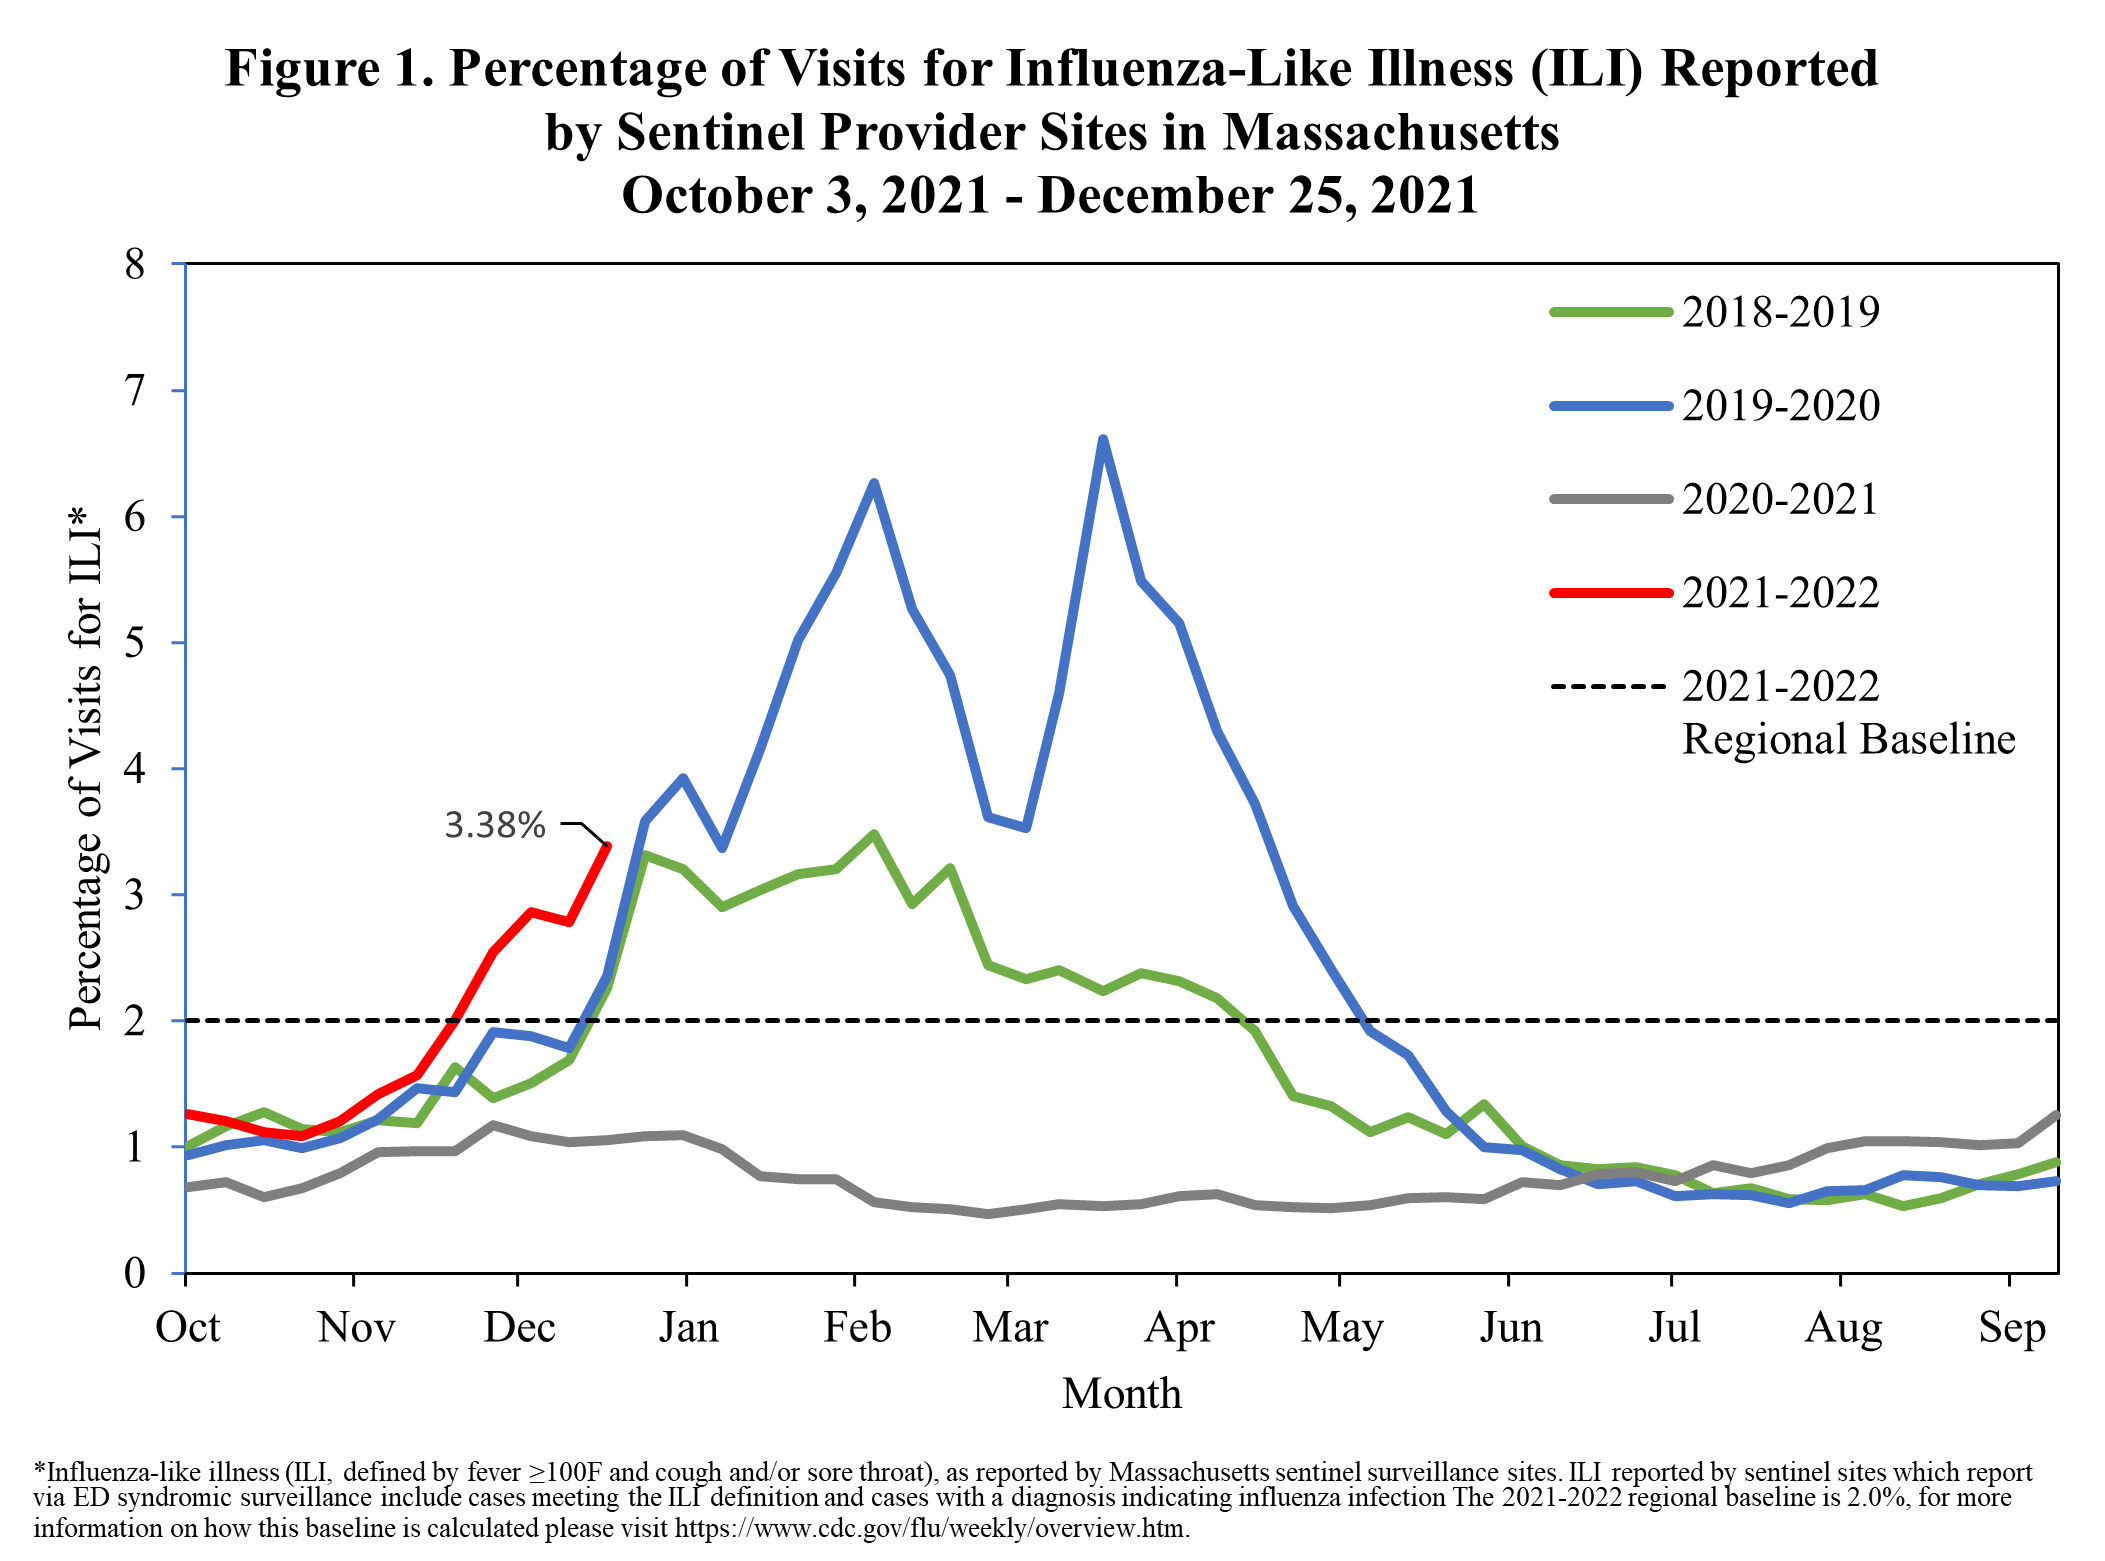 Figure 1. Percentage of Visits for Influenza-Like Illness (ILI) Reported
by Sentinel Provider Sites in Massachusetts
October 3, 2021 - December 25, 2021
8
7
6
5
4
3
2
1
0
Percentage of Visits for ILI*
2018-2019
2019-2020
2020-2021
2021-2022
2021-2022
Regional Baseline
3.38%
Oct Nov Dec Jan Feb Mar Apr May Jun Jul Aug Sep
Month
*Influenza-like illness (ILI, defined by fever ≥100F and cough and/or sore throat), as reported by Massachusetts sentinel surveillance sites. ILI reported by sentinel sites which report
via ED syndromic surveillance include cases meeting the ILI definition and cases with a diagnosis indicating influenza infection The 2021-2022 regional baseline is 2.0%, for more
information on how this baseline is calculated please visit https://www.cdc.gov/flu/weekly/overview.htm.